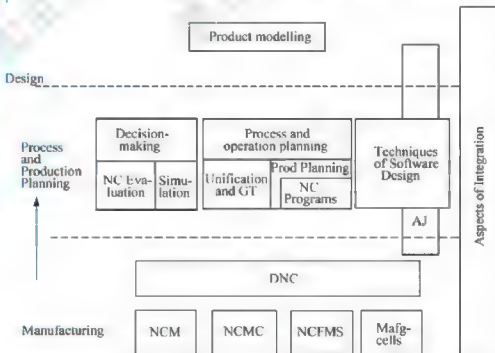 Product modelling
Design
Process
and
Production
Planning
Decision-
making
NC Eva-
luation
Simu-
lation
Process and
operation planning
Unification
and GT
Prod Planning
NC
Programs
Techniques
of Software
Design
AJ
Aspects of Integration
DNC
Manufacturing
NCM
NCMC
NCFMS
Mafg-
cells